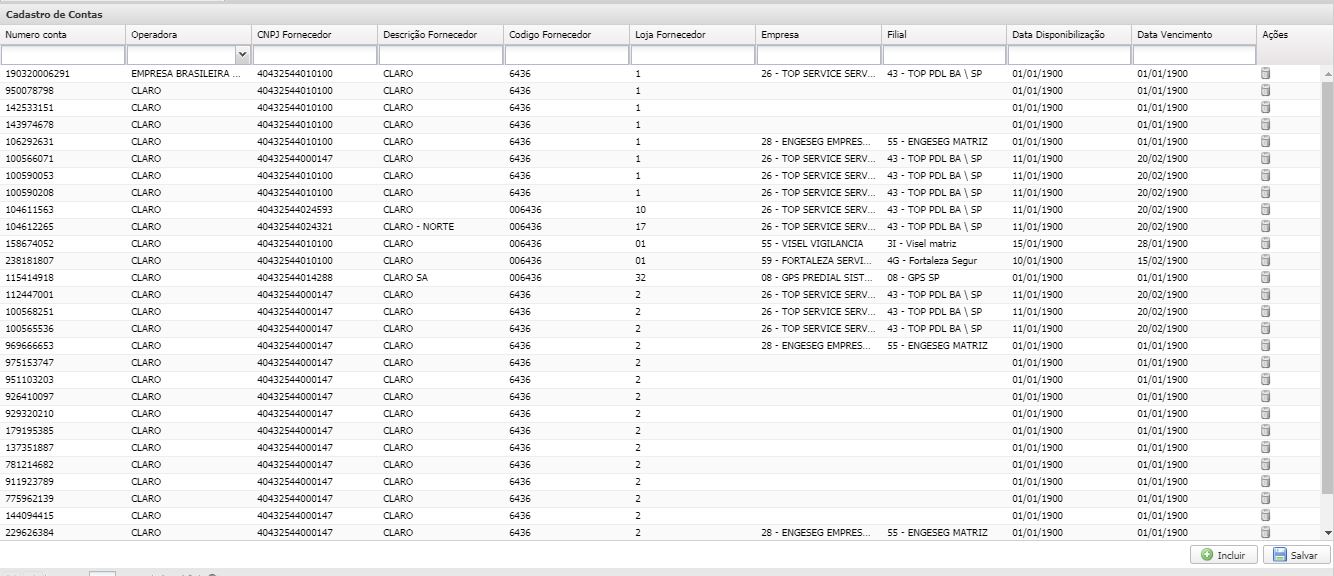 Cadastro de Contas
Numero conta Operadora CNPJ Fornecedor Descrição Fornecedor Codigo Fornecedor Loja Fornecedor Empresa Filial Data Disponibilização Data Vencimento Ações
190320006291 EMPRESA BRASILEIRA ... 40432544010100 CLARO 6436 1 26 - TOP SERVICE SERV... 43 - TOP PDL BA \ SP 01/01/1900 01/01/1900
950078798 CLARO 40432544010100 CLARO 6436 1 01/01/1900 01/01/1900
142533151 CLARO 40432544010100 CLARO 6436 1 01/01/1900 01/01/1900
143974678 CLARO 40432544010100 CLARO 6436 1 01/01/1900 01/01/1900
106292631 CLARO 40432544010100 CLARO 6436 1 28 - ENGESEG EMPRES... 55 - ENGESEG MATRIZ 01/01/1900 01/01/1900
100566071 CLARO 40432544000147 CLARO 6436 1 26 - TOP SERVICE SERV... 43 - TOP PDL BA \ SP 11/01/1900 20/02/1900
100590053 CLARO 40432544010100 CLARO 6436 1 26 - TOP SERVICE SERV... 43 - TOP PDL BA \ SP 11/01/1900 20/02/1900
100590208 CLARO 40432544010100 CLARO 6436 1 26 - TOP SERVICE SERV... 43 - TOP PDL BA \ SP 11/01/1900 20/02/1900
104611563 CLARO 40432544024593 CLARO 006436 10 26 - TOP SERVICE SERV... 43 - TOP PDL BA \ SP 11/01/1900 20/02/1900
104612265 CLARO 40432544024321 CLARO - NORTE 006436 17 26 - TOP SERVICE SERV... 43 - TOP PDL BA \ SP 11/01/1900 20/02/1900
158674052 CLARO 40432544010100 CLARO 006436 01 55 - VISEL VIGILANCIA 3I - Visel matriz 15/01/1900 28/01/1900
238181807 CLARO 40432544010100 CLARO 006436 01 59 - FORTALEZA SERVI... 4G - Fortaleza Segur 10/01/1900 15/02/1900
115414918 CLARO 40432544014288 CLARO SA 006436 32 08 - GPS PREDIAL SIST... 08 - GPS SP 01/01/1900 01/01/1900
112447001 CLARO 40432544000147 CLARO 6436 2 26 - TOP SERVICE SERV... 43 - TOP PDL BA \ SP 11/01/1900 20/02/1900
100568251 CLARO 40432544000147 CLARO 6436 2 26 - TOP SERVICE SERV... 43 - TOP PDL BA \ SP 11/01/1900 20/02/1900
100565536 CLARO 40432544000147 CLARO 6436 2 26 - TOP SERVICE SERV... 43 - TOP PDL BA \ SP 11/01/1900 20/02/1900
969666653 CLARO 40432544000147 CLARO 6436 2 28 - ENGESEG EMPRES... 55 - ENGESEG MATRIZ 01/01/1900 01/01/1900
975153747 CLARO 40432544000147 CLARO 6436 2 01/01/1900 01/01/1900
951103203 CLARO 40432544000147 CLARO 6436 2 01/01/1900 01/01/1900
926410097 CLARO 40432544000147 CLARO 6436 2 01/01/1900 01/01/1900
929320210 CLARO 40432544000147 CLARO 6436 2 01/01/1900 01/01/1900
179195385 CLARO 40432544000147 CLARO 6436 2 01/01/1900 01/01/1900
137351887 CLARO 40432544000147 CLARO 6436 2 01/01/1900 01/01/1900
781214682 CLARO 40432544000147 CLARO 6436 2 01/01/1900 01/01/1900
911923789 CLARO 40432544000147 CLARO 6436 2 01/01/1900 01/01/1900
775962139 CLARO 40432544000147 CLARO 6436 2 01/01/1900 01/01/1900
144094415 CLARO 40432544000147 CLARO 6436 2 01/01/1900 01/01/1900
229626384 CLARO 40432544000147 CLARO 6436 2 28 - ENGESEG EMPRES... 55 - ENGESEG MATRIZ 01/01/1900 01/01/1900
Incluir Salvar